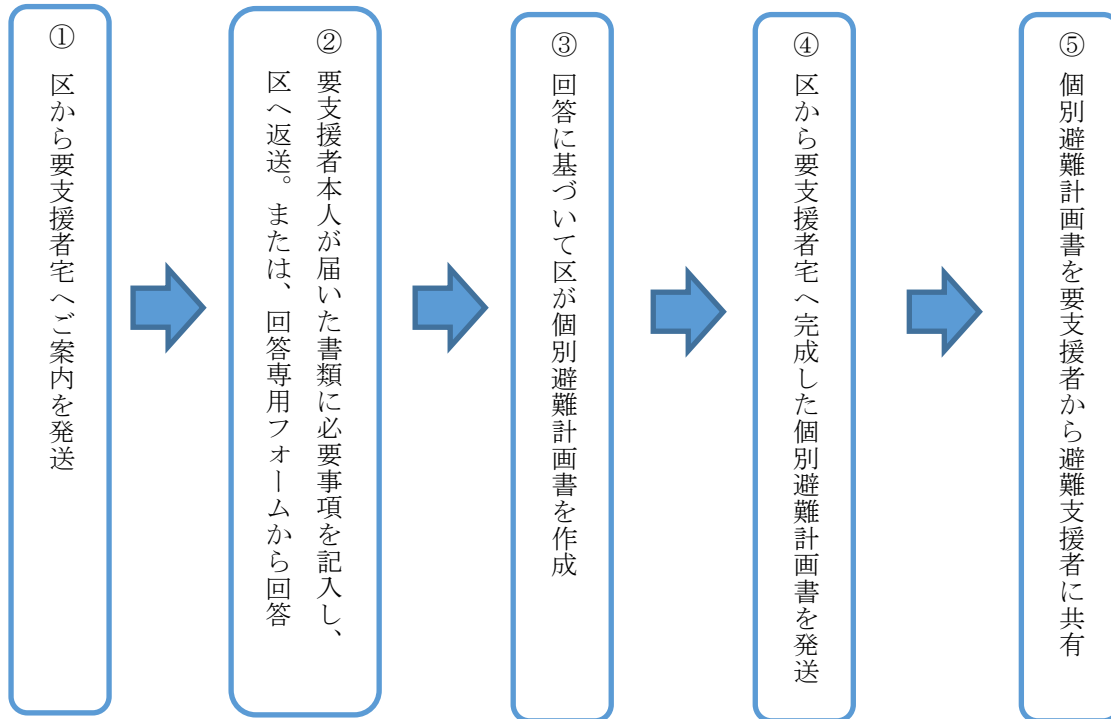 ①
区から要支援者宅へご案内を発送
②
要支援者本人が届いた書類に必要事項を記入し、
区へ返送。または、回答専用フォームから回答
③
回答に基づいて区が個別避難計画書を作成
④
区から要支援者宅へ完成した個別避難計画書を発送
⑤
個別避難計画書を要支援者から避難支援者に共有